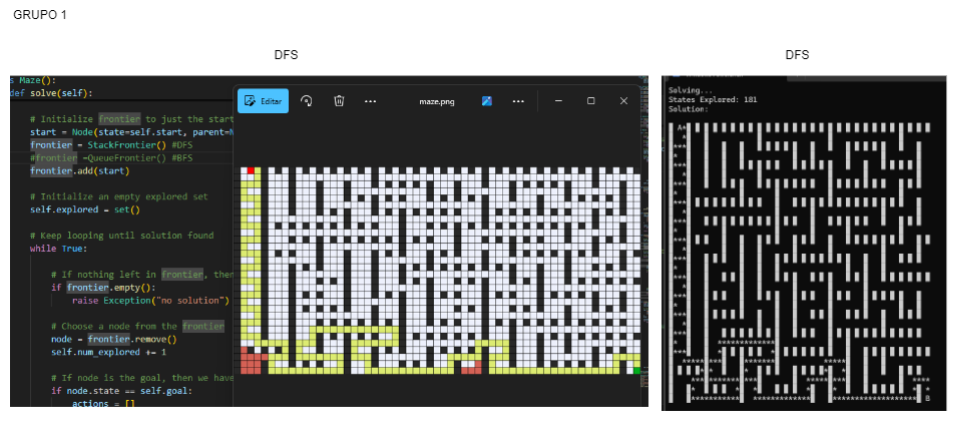 GRUPO 1
DFS
DFS
s Maze():
def solve(self):
# Initialize frontier to just the start
start = Node(state=self.start, parent=N
frontier = StackFrontier() #DFS
#frontier =QueueFrontier() #BFS
frontier.add(start)
# Initialize an empty explored set
self.explored = set()
# Keep looping until solution found
while True:
# If nothing left in frontier, then
if frontier.empty():
raise Exception("no solution")
# Choose a node from the frontier
node = frontier.remove()
self.num_explored += 1
# If node is the goal, then we have
if node.state == self.goal:
actions = []
Editar
maze.png
Solving...
States Explored: 181
Solution:
A
B